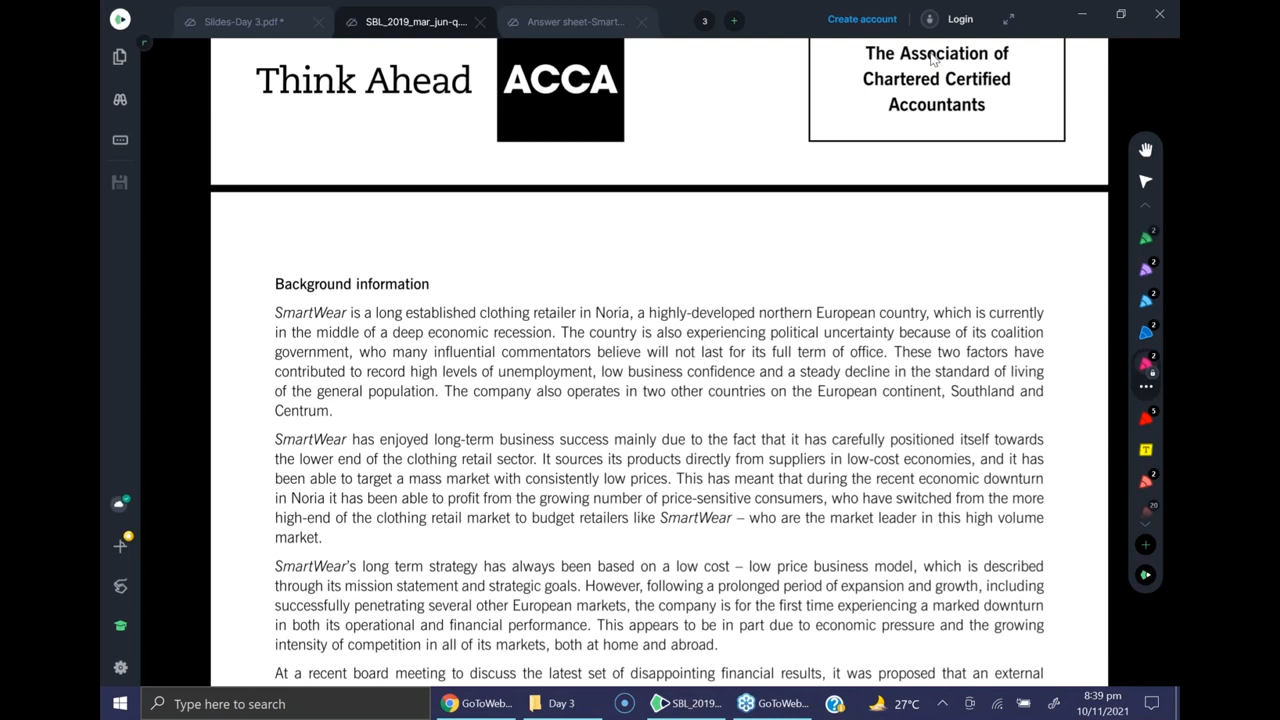 Slides-Day 3.pdf *
SBL_2019_mar_jun-q....
Answer sheet-Smart...
3
Create account
Login
Think Ahead
ACCA
The Association of
Chartered Certified
Accountants
Background information
SmartWear is a long established clothing retailer in Noria, a highly-developed northern European country, which is currently
in the middle of a deep economic recession. The country is also experiencing political uncertainty because of its coalition
government, who many influential commentators believe will not last for its full term of office. These two factors have
contributed to record high levels of unemployment, low business confidence and a steady decline in the standard of living
of the general population. The company also operates in two other countries on the European continent, Southland and
Centrum.
SmartWear has enjoyed long-term business success mainly due to the fact that it has carefully positioned itself towards
the lower end of the clothing retail sector. It sources its products directly from suppliers in low-cost economies, and it has
been able to target a mass market with consistently low prices. This has meant that during the recent economic downturn
in Noria it has been able to profit from the growing number of price-sensitive consumers, who have switched from the more
high-end of the clothing retail market to budget retailers like SmartWear – who are the market leader in this high volume
market.
SmartWear's long term strategy has always been based on a low cost – low price business model, which is described
through its mission statement and strategic goals. However, following a prolonged period of expansion and growth, including
successfully penetrating several other European markets, the company is for the first time experiencing a marked downturn
in both its operational and financial performance. This appears to be in part due to economic pressure and the growing
intensity of competition in all of its markets, both at home and abroad.
At a recent board meeting to discuss the latest set of disappointing financial results, it was proposed that an external
2
2
2
2
2
5
T
2
20
Type here to search
GoToWeb...
Day 3
SBL_2019...
GoToWeb...
27°C
8:39 pm
10/11/2021